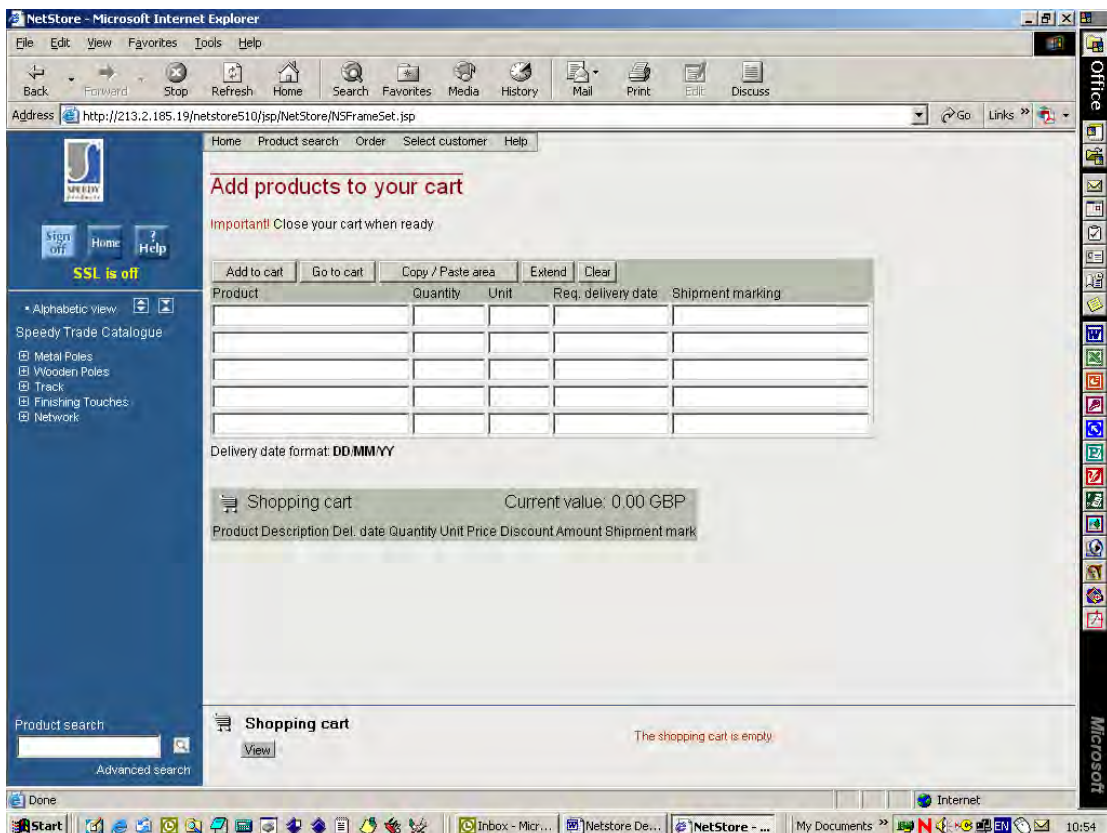 NetStore - Microsoft Internet Explorer
File Edit View Favorites Tools Help
Back Forward Stop Refresh Home Search Favorites Media History Mail Print Edit Discuss
Address http://213.2.185.19/netstore510/jsp/NetStore/NSFrameSet.jsp Go Links »
Office
SPEEDY
products
Sign off Home ? Help
SSL is off
Alphabetic view
Speedy Trade Catalogue
Metal Poles
Wooden Poles
Track
Finishing Touches
Network
Home Product search Order Select customer Help
Add products to your cart
Important! Close your cart when ready
Add to cart Go to cart Copy / Paste area Extend Clear
Product Quantity Unit Req. delivery date Shipment marking
Delivery date format: DD/MM/YY
Shopping cart Current value: 0.00 GBP
Product Description Del. date Quantity Unit Price Discount Amount Shipment mark
Product search
Advanced search
Shopping cart
View
The shopping cart is empty
Microsoft
Done Internet
Start Inbox - Micr... Netstore De... NetStore - ... My Documents » EN 10:54